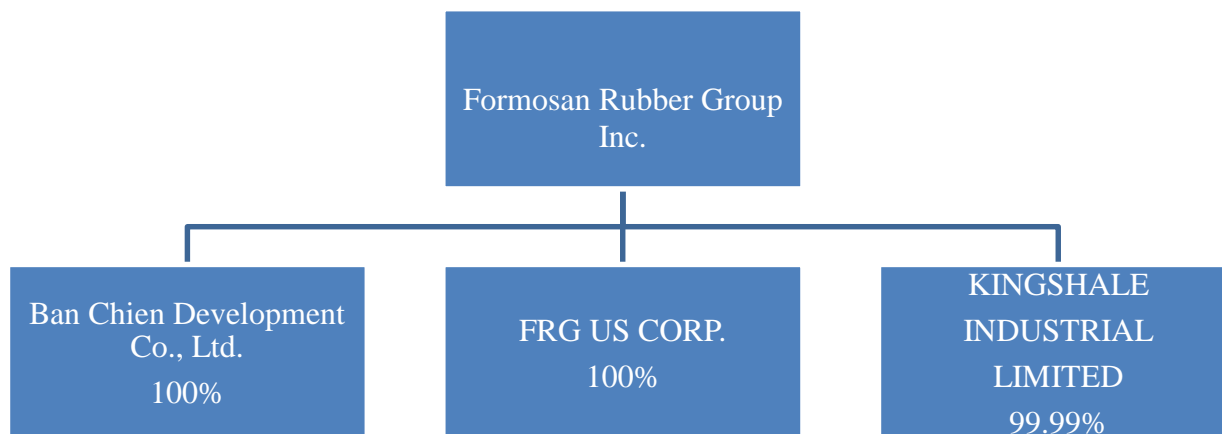 Formosan Rubber Group
Inc.
Ban Chien Development
Co., Ltd.
100%
FRG US CORP.
100%
KINGSHALE
INDUSTRIAL
LIMITED
99.99%